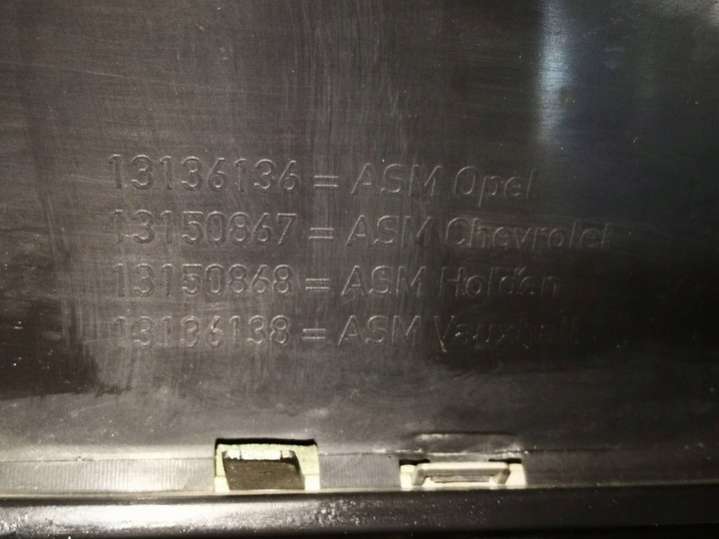 13136136 = ASM Opel
13150867 = ASM Chevrolet
13150868 = ASM Holden
13136138 = ASM Vauxhall